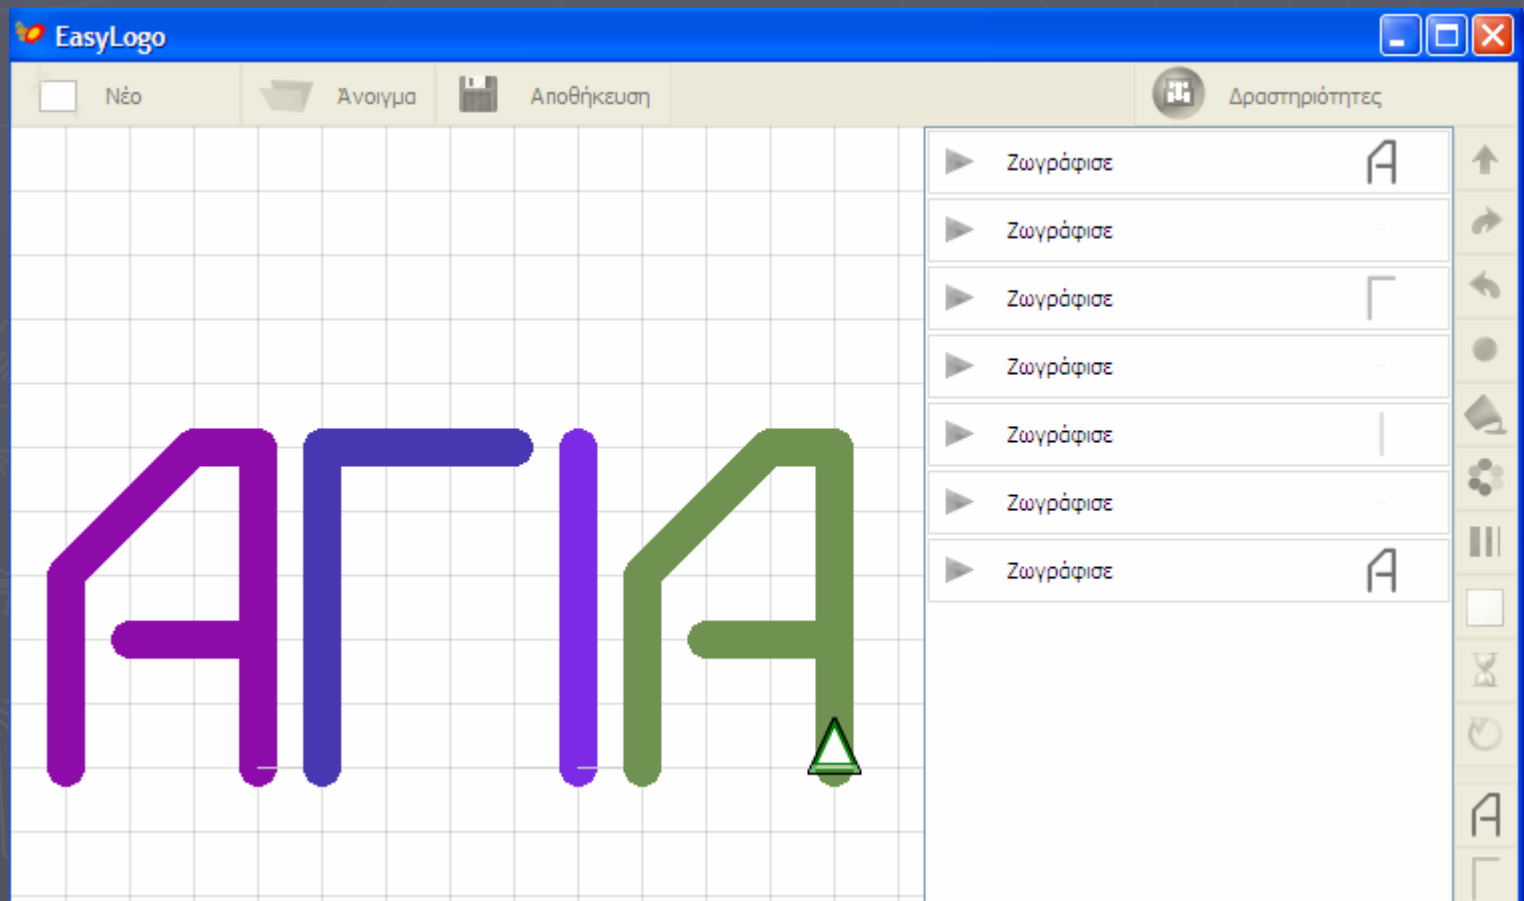 EasyLogo
Νέο Άνοιγμα Αποθήκευση Δραστηριότητες
Ζωγράφισε Α
Ζωγράφισε
Ζωγράφισε Γ
Ζωγράφισε
Ζωγράφισε Ι
Ζωγράφισε
Ζωγράφισε Α
ΑΓΙΑ
Α
Γ